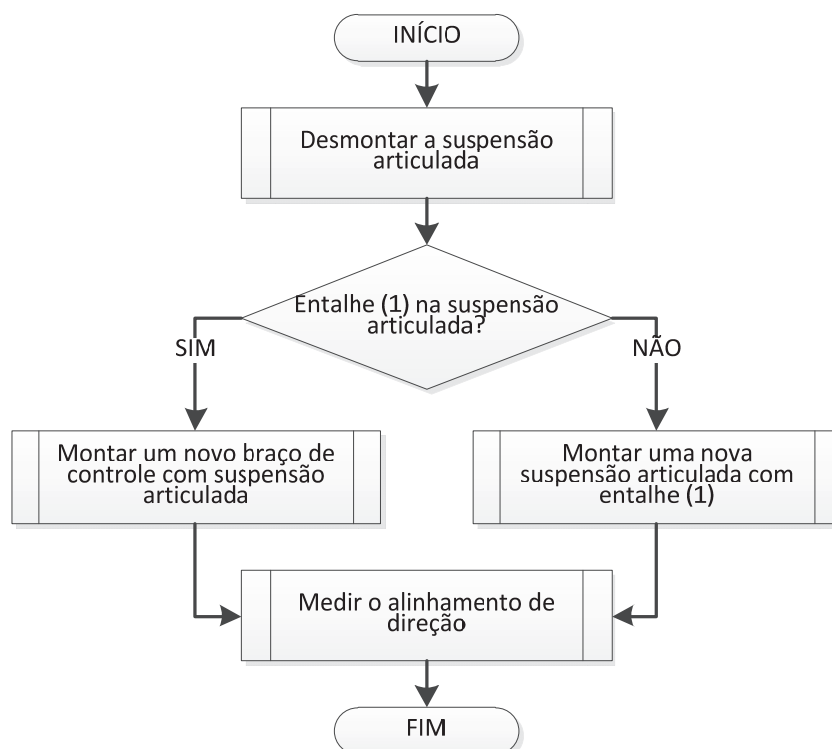 INÍCIO
Desmontar a suspensão
articulada
Entalhe (1) na suspensão
articulada?
SIM
NÃO
Montar um novo braço de
controle com suspensão
articulada
Montar uma nova
suspensão articulada com
entalhe (1)
Medir o alinhamento de
direção
FIM